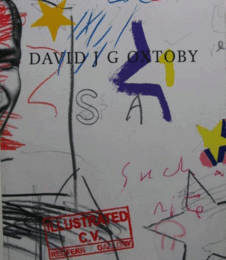 DAVID J G OXTOBY
S A
Such
ILLUSTRATED
C.V.
REDFERN GALLERY